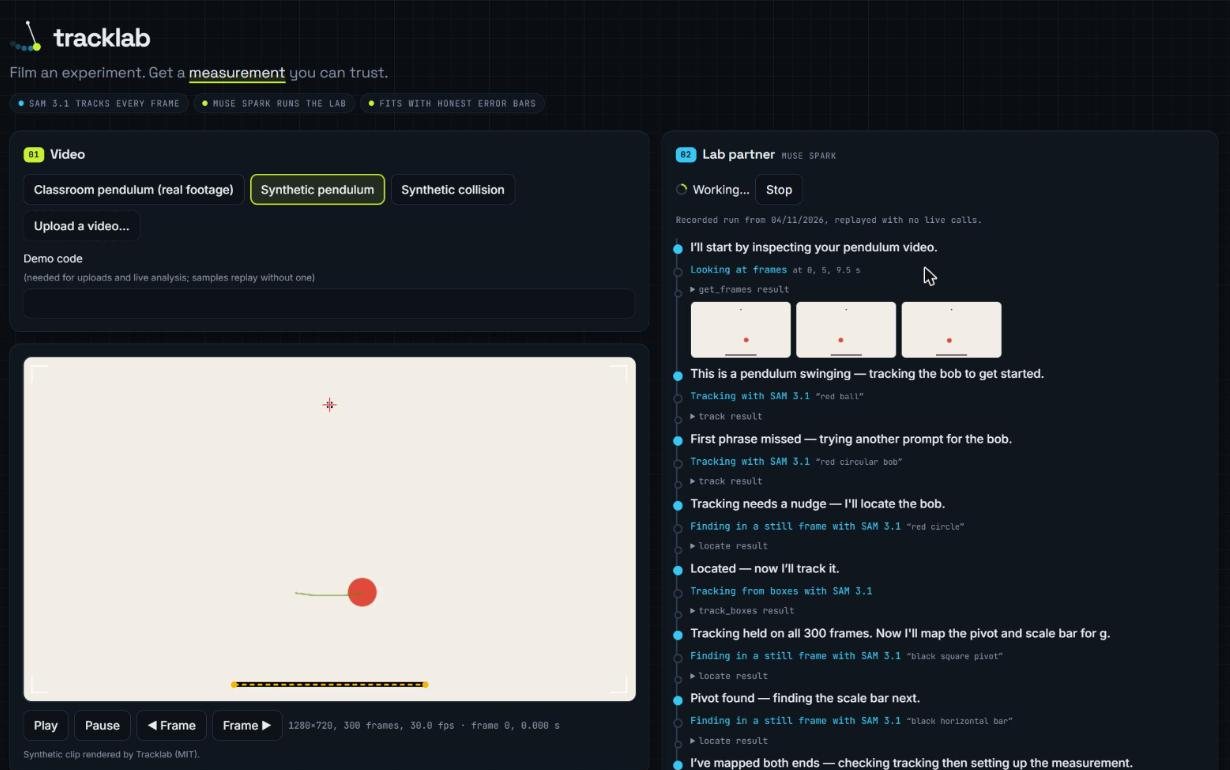 tracklab
Film an experiment. Get a measurement you can trust.
SAM 3.1 TRACKS EVERY FRAME
MUSE SPARK RUNS THE LAB
FITS WITH HONEST ERROR BARS
01 Video
Classroom pendulum (real footage)
Synthetic pendulum
Synthetic collision
Upload a video...
Demo code
(needed for uploads and live analysis; samples replay without one)
Play
Pause
◀ Frame
Frame ▶
1280×720, 300 frames, 30.0 fps · frame 0, 0.000 s
Synthetic clip rendered by Tracklab (MIT).
02 Lab partner MUSE SPARK
Working...
Stop
Recorded run from 04/11/2026, replayed with no live calls.
I'll start by inspecting your pendulum video.
Looking at frames at 0, 5, 9.5 s
▶ get_frames result
This is a pendulum swinging — tracking the bob to get started.
Tracking with SAM 3.1 "red ball"
▶ track result
First phrase missed — trying another prompt for the bob.
Tracking with SAM 3.1 "red circular bob"
▶ track result
Tracking needs a nudge — I'll locate the bob.
Finding in a still frame with SAM 3.1 "red circle"
▶ locate result
Located — now I'll track it.
Tracking from boxes with SAM 3.1
▶ track_boxes result
Tracking held on all 300 frames. Now I'll map the pivot and scale bar for g.
Finding in a still frame with SAM 3.1 "black square pivot"
▶ locate result
Pivot found — finding the scale bar next.
Finding in a still frame with SAM 3.1 "black horizontal bar"
▶ locate result
I've mapped both ends — checking tracking then setting up the measurement.